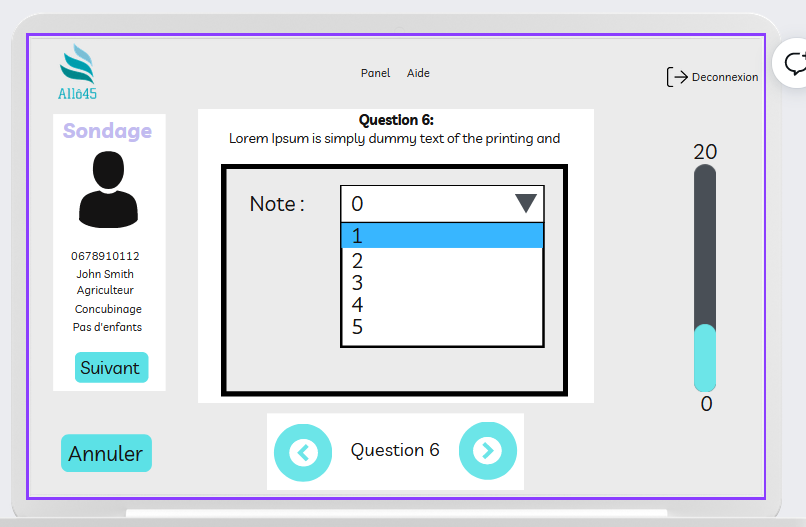 Allo45
Panel Aide
Deconnexion
Sondage
0678910112
John Smith
Agriculteur
Concubinage
Pas d'enfants
Suivant
Annuler
Question 6:
Lorem Ipsum is simply dummy text of the printing and
Note :
0
1
2
3
4
5
Question 6
20
0